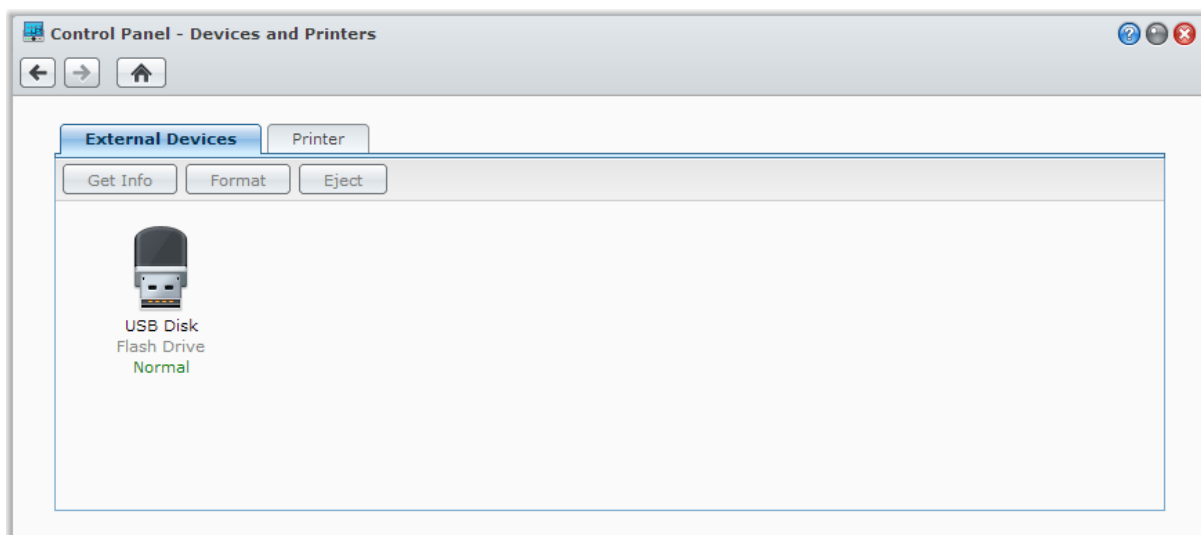 Control Panel - Devices and Printers
External Devices Printer
Get Info Format Eject
USB Disk
Flash Drive
Normal